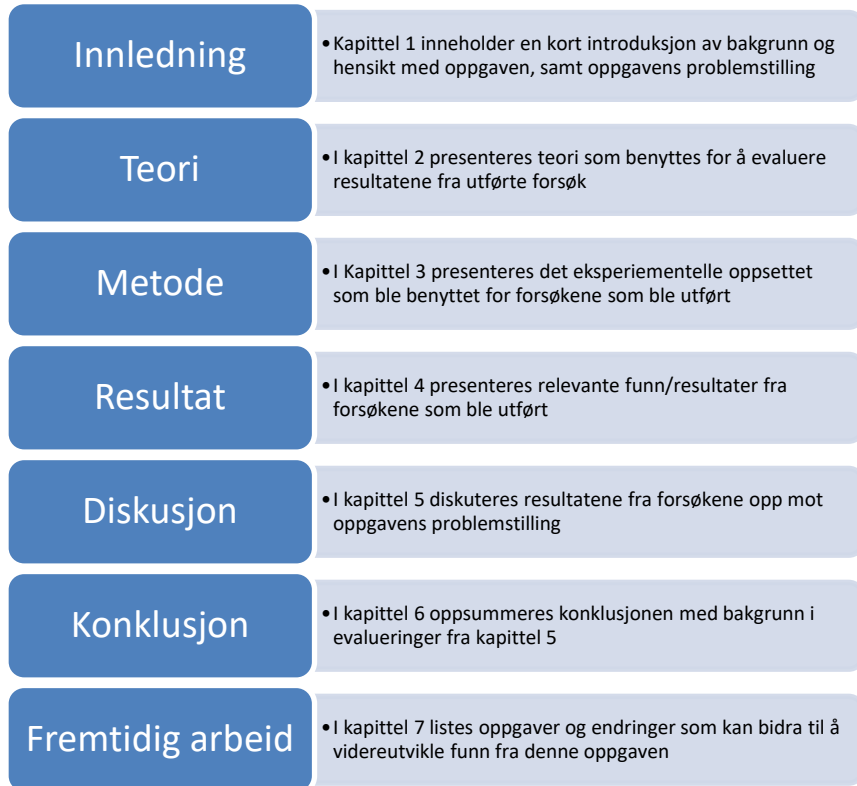 Innledning
•Kapittel 1 inneholder en kort introduksjon av bakgrunn og
hensikt med oppgaven, samt oppgavens problemstilling
Teori
•I kapittel 2 presenteres teori som benyttes for å evaluere
resultatene fra utførte forsøk
Metode
•I Kapittel 3 presenteres det eksperiementelle oppsettet
som ble benyttet for forsøkene som ble utført
Resultat
•I kapittel 4 presenteres relevante funn/resultater fra
forsøkene som ble utført
Diskusjon
•I kapittel 5 diskuteres resultatene fra forsøkene opp mot
oppgavens problemstilling
Konklusjon
•I kapittel 6 oppsummeres konklusjonen med bakgrunn i
evalueringer fra kapittel 5
Fremtidig arbeid
•I kapittel 7 listes oppgaver og endringer som kan bidra til å
videreutvikle funn fra denne oppgaven